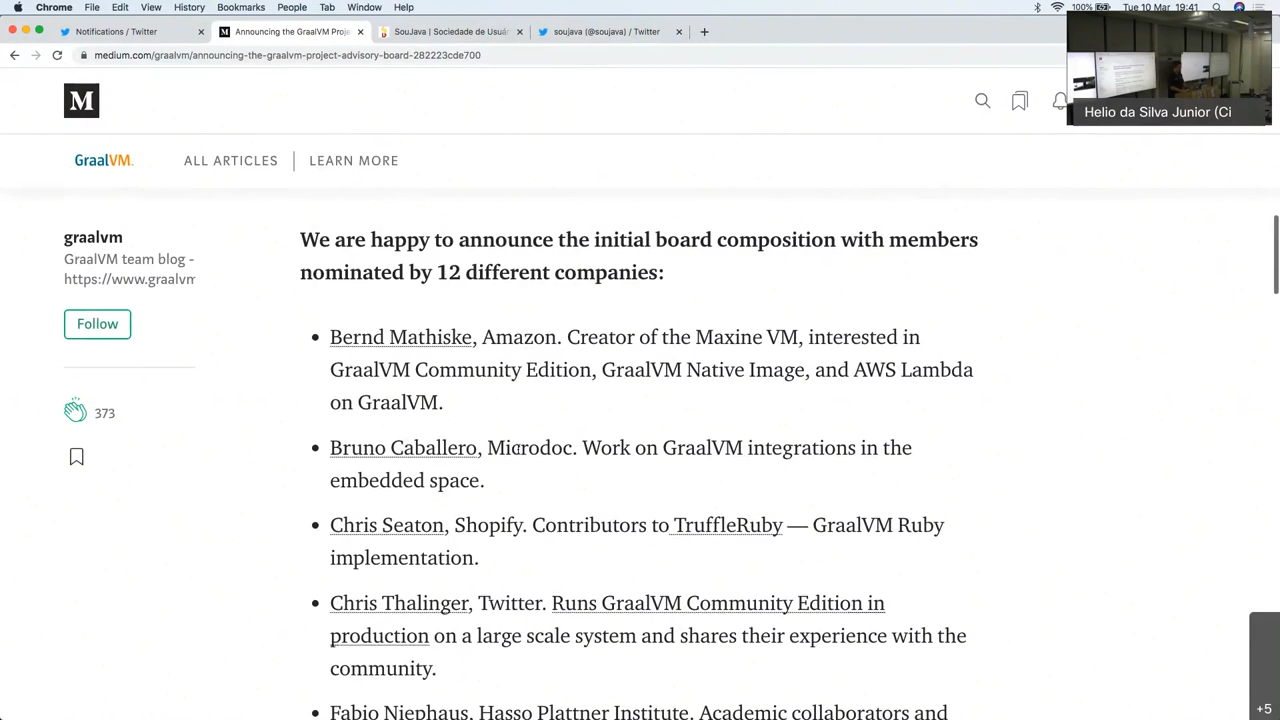 Chrome File Edit View History Bookmarks People Tab Window Help 100% Tue 10 Mar 19:41
Notifications / Twitter Announcing the GraalVM Proje SouJava | Sociedade de Usuár soujava (@soujava) / Twitter
medium.com/graalvm/announcing-the-graalvm-project-advisory-board-282223cde700
Helio da Silva Junior (Ci
M
GraalVM. ALL ARTICLES LEARN MORE
graalvm
GraalVM team blog -
https://www.graalvm
Follow
373
We are happy to announce the initial board composition with members
nominated by 12 different companies:
• Bernd Mathiske, Amazon. Creator of the Maxine VM, interested in
GraalVM Community Edition, GraalVM Native Image, and AWS Lambda
on GraalVM.
• Bruno Caballero, Microdoc. Work on GraalVM integrations in the
embedded space.
• Chris Seaton, Shopify. Contributors to TruffleRuby — GraalVM Ruby
implementation.
• Chris Thalinger, Twitter. Runs GraalVM Community Edition in
production on a large scale system and shares their experience with the
community.
• Fabio Niephaus, Hasso Plattner Institute. Academic collaborators and
+5